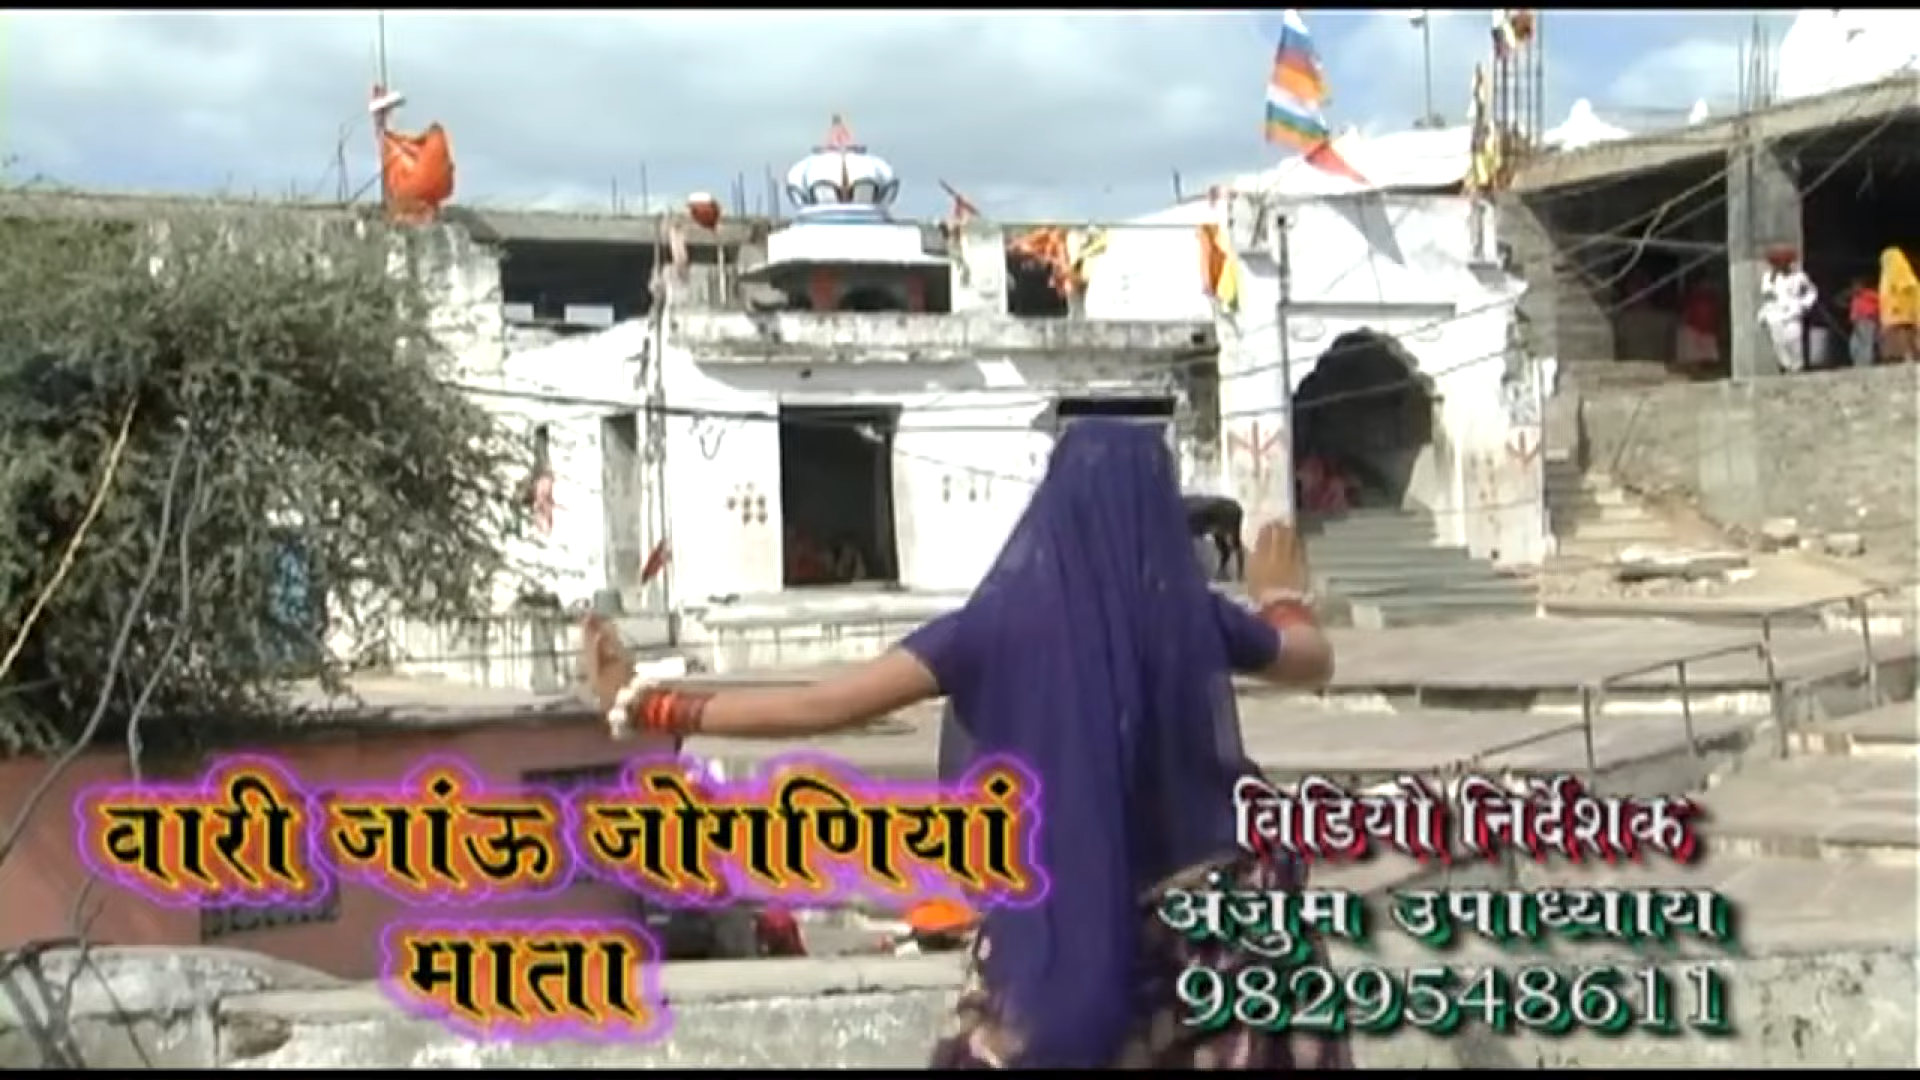 वारी जांऊ जोगणियां
माता
विडियो निर्देशक
अंजुम उपाध्याय
9829548611